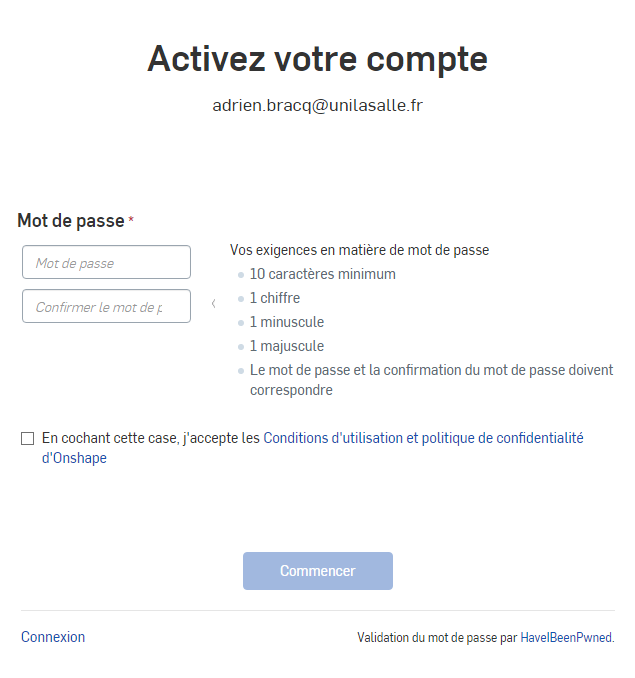 Activez votre compte
adrien.bracq@unilasalle.fr
Mot de passe *
Mot de passe
Confirmer le mot de p
Vos exigences en matière de mot de passe
10 caractères minimum
1 chiffre
1 minuscule
1 majuscule
Le mot de passe et la confirmation du mot de passe doivent
correspondre
En cochant cette case, j'accepte les Conditions d'utilisation et politique de confidentialité
d'Onshape
Commencer
Connexion
Validation du mot de passe par HaveIBeenPwned.